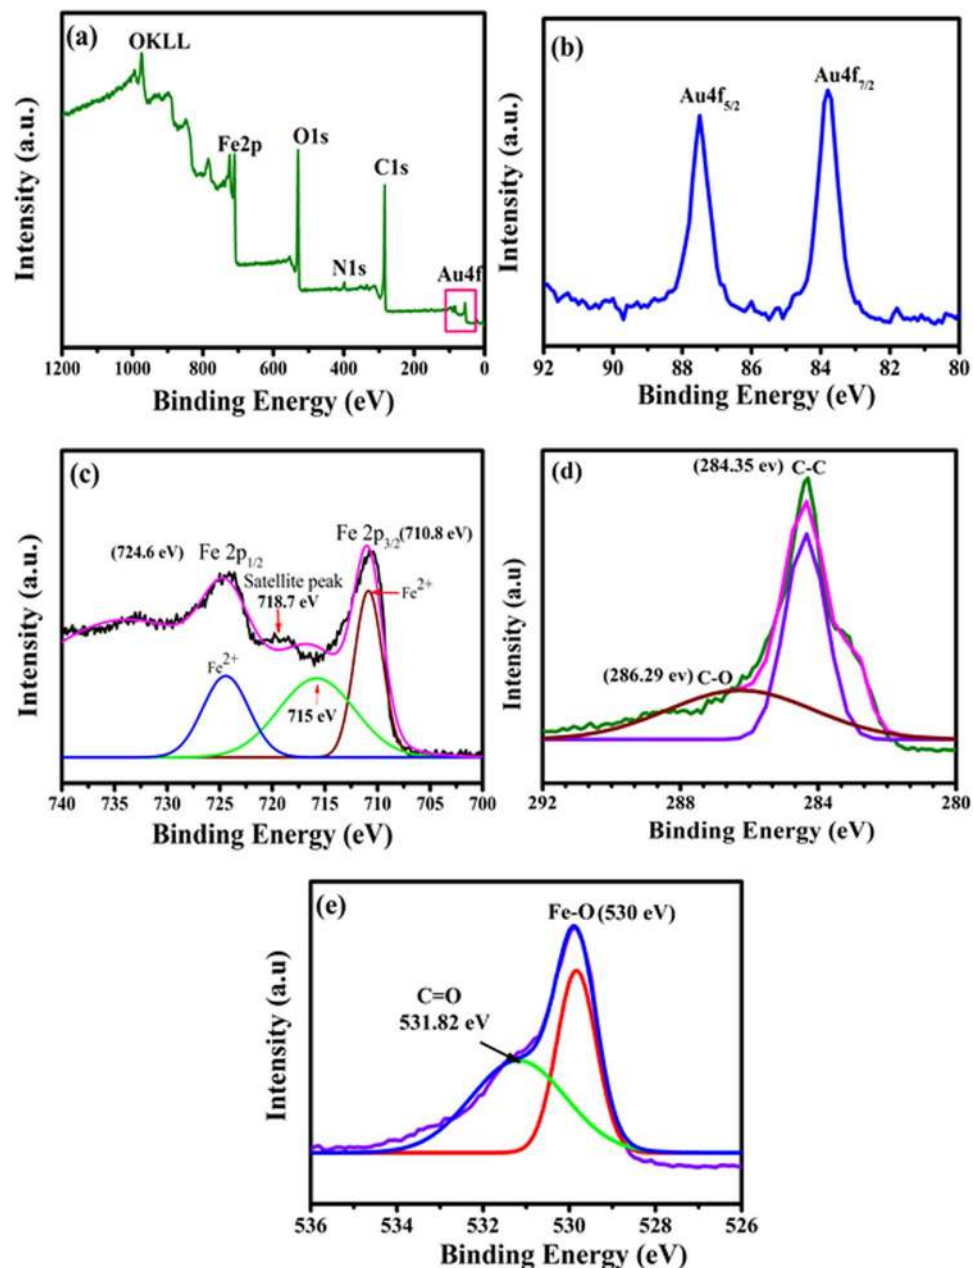 (a)
OKLL
Fe2p
O1s
C1s
N1s
Au4f
Intensity (a.u.)
1200 1000 800 600 400 200 0
Binding Energy (eV)
(b)
Au4f5/2
Au4f7/2
Intensity (a.u.)
92 90 88 86 84 82 80
Binding Energy (eV)
(c)
(724.6 eV) Fe 2p1/2
Fe 2p3/2 (710.8 eV)
Satellite peak
718.7 eV
Fe2+
Fe2+
715 eV
Intensity (a.u.)
740 735 730 725 720 715 710 705 700
Binding Energy (eV)
(d)
(284.35 ev) C-C
(286.29 ev) C-O
Intensity (a.u)
292 288 284 280
Binding Energy (eV)
(e)
Fe-O (530 eV)
C=O
531.82 eV
Intensity (a.u)
536 534 532 530 528 526
Binding Energy (eV)